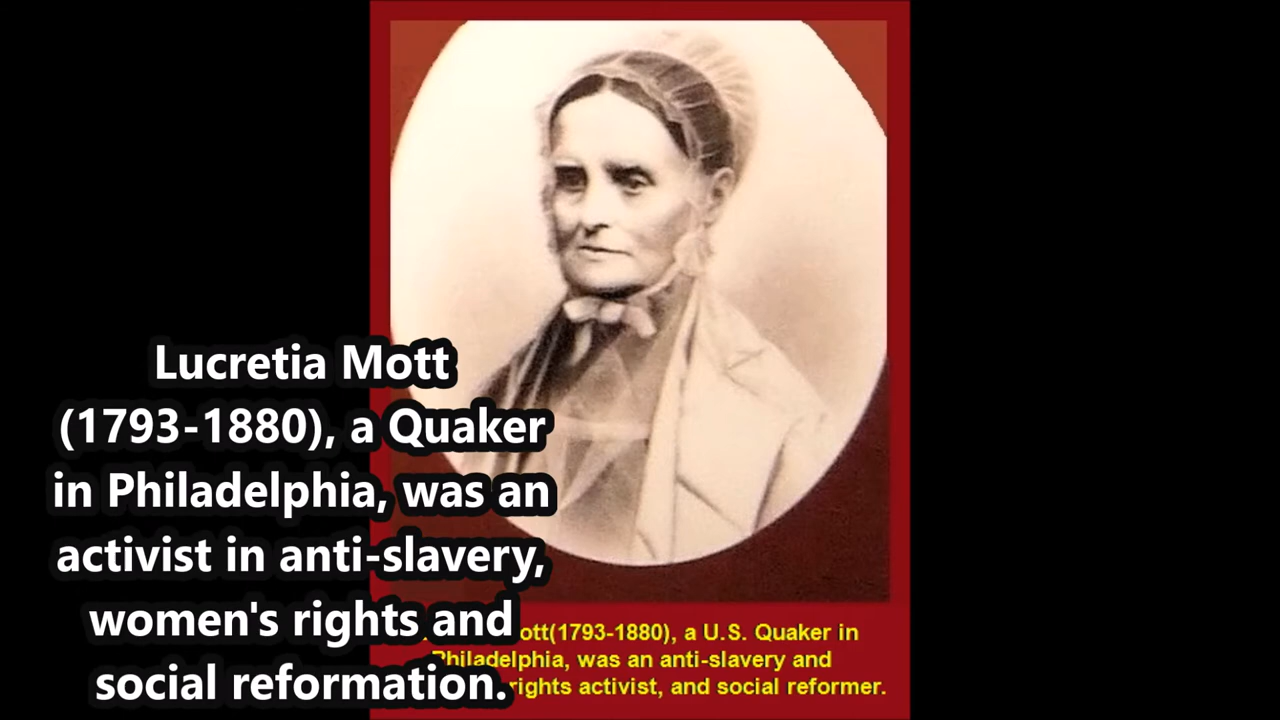 Lucretia Mott
(1793-1880), a Quaker
in Philadelphia, was an
activist in anti-slavery,
women's rights and
social reformation.
ott(1793-1880), a U.S. Quaker in
Philadelphia, was an anti-slavery and
rights activist, and social reformer.